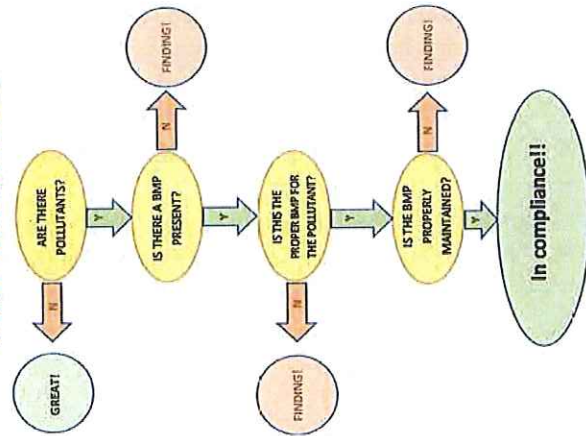 ARE THERE
POLLUTANTS?
N
GREAT!
Y
IS THERE A BMP
PRESENT?
N
FINDING!
Y
IS THIS THE
PROPER BMP FOR
THE POLLUTANT?
N
FINDING!
Y
IS THE BMP
PROPERLY
MAINTAINED?
N
FINDING!
Y
In compliance!!